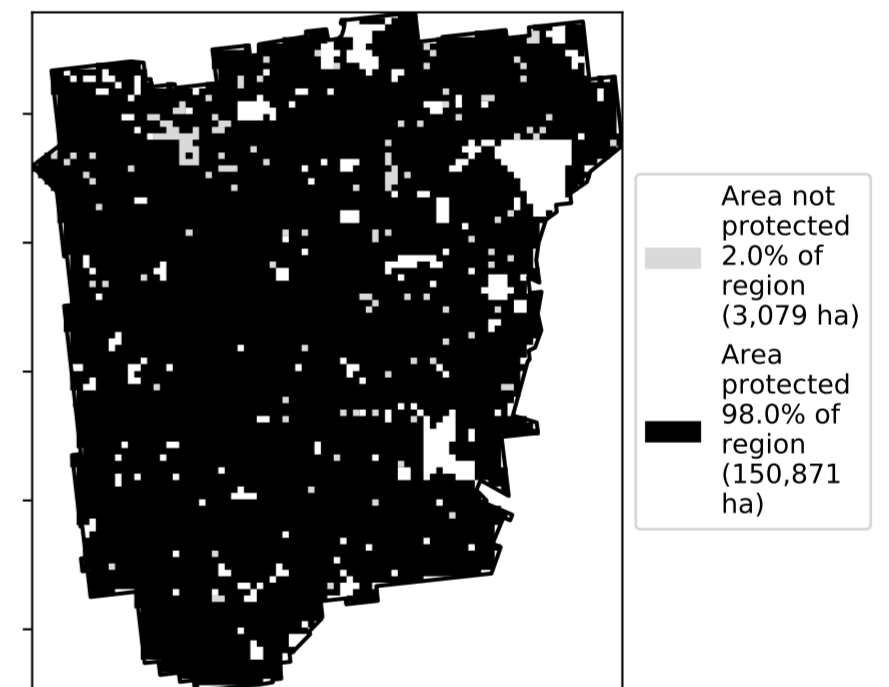 Area not
protected
2.0% of
region
(3,079 ha)
Area
protected
98.0% of
region
(150,871
ha)